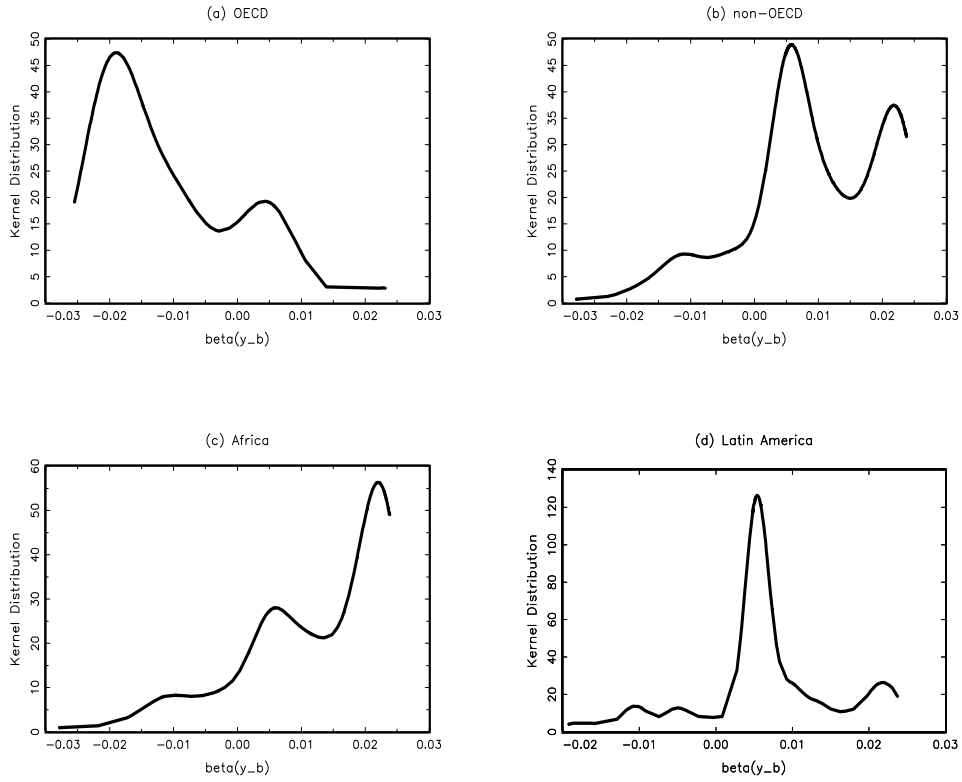 (a) OECD
Kernel Distribution
0 5 10 15 20 25 30 35 40 45 50
−0.03 −0.02 −0.01 0.00 0.01 0.02 0.03
beta(y_b)
(b) non−OECD
Kernel Distribution
0 5 10 15 20 25 30 35 40 45 50
−0.03 −0.02 −0.01 0.00 0.01 0.02 0.03
beta(y_b)
(c) Africa
Kernel Distribution
0 10 20 30 40 50 60
−0.03 −0.02 −0.01 0.00 0.01 0.02 0.03
beta(y_b)
(d) Latin America
Kernel Distribution
0 20 40 60 80 100 120 140
−0.02 −0.01 0.00 0.01 0.02 0.03
beta(y_b)